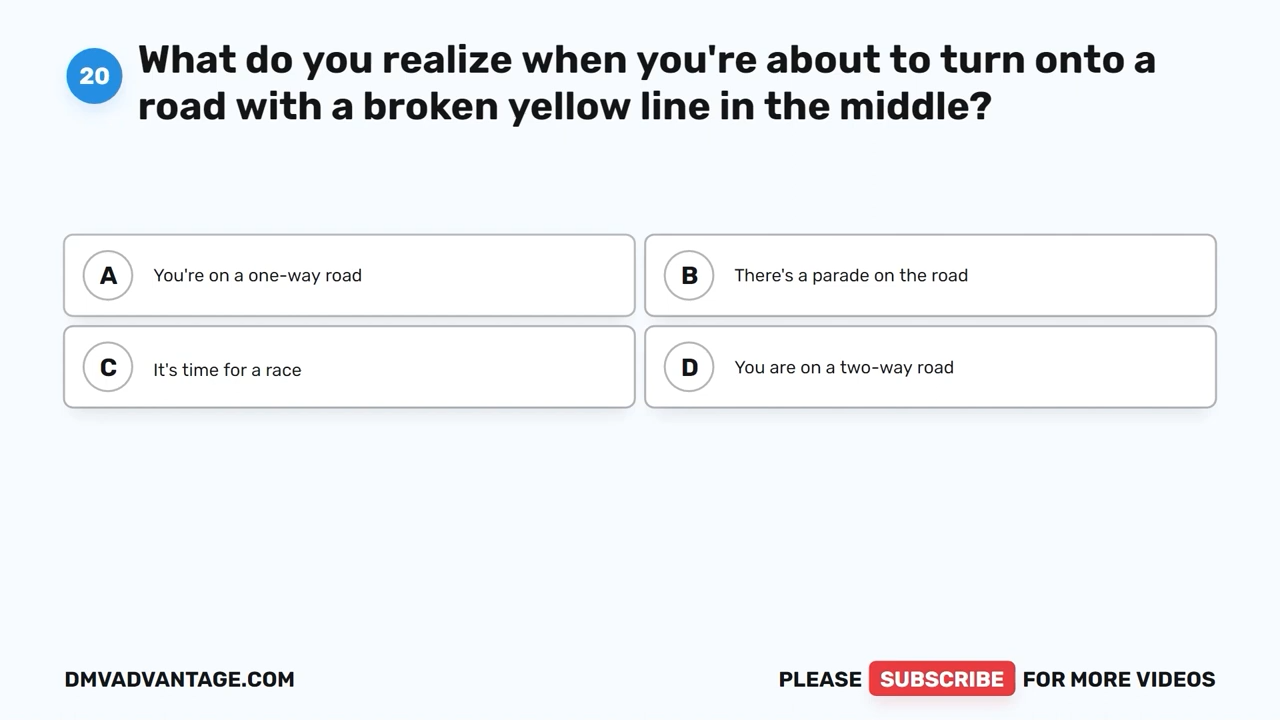 20
What do you realize when you're about to turn onto a
road with a broken yellow line in the middle?
A You're on a one-way road
B There's a parade on the road
C It's time for a race
D You are on a two-way road
DMVADVANTAGE.COM
PLEASE SUBSCRIBE FOR MORE VIDEOS